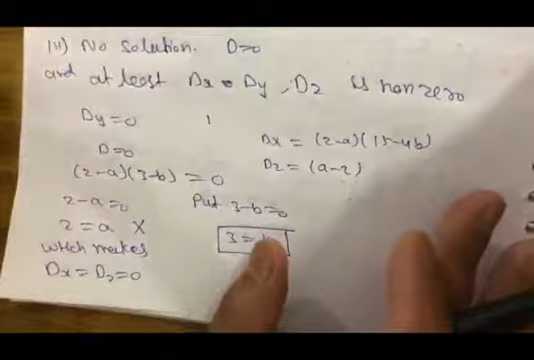 iii) No solution. D=0
and at least Dx = Dy, Dz is non zero
Dy=0
Dx = (2-a)(15-4b)
D=0
Dz = (a-2)
(2-a)(3-b) = 0
2-a=0
Put 3-b=0
2=a X
3=b
which makes
Dx = Dz=0